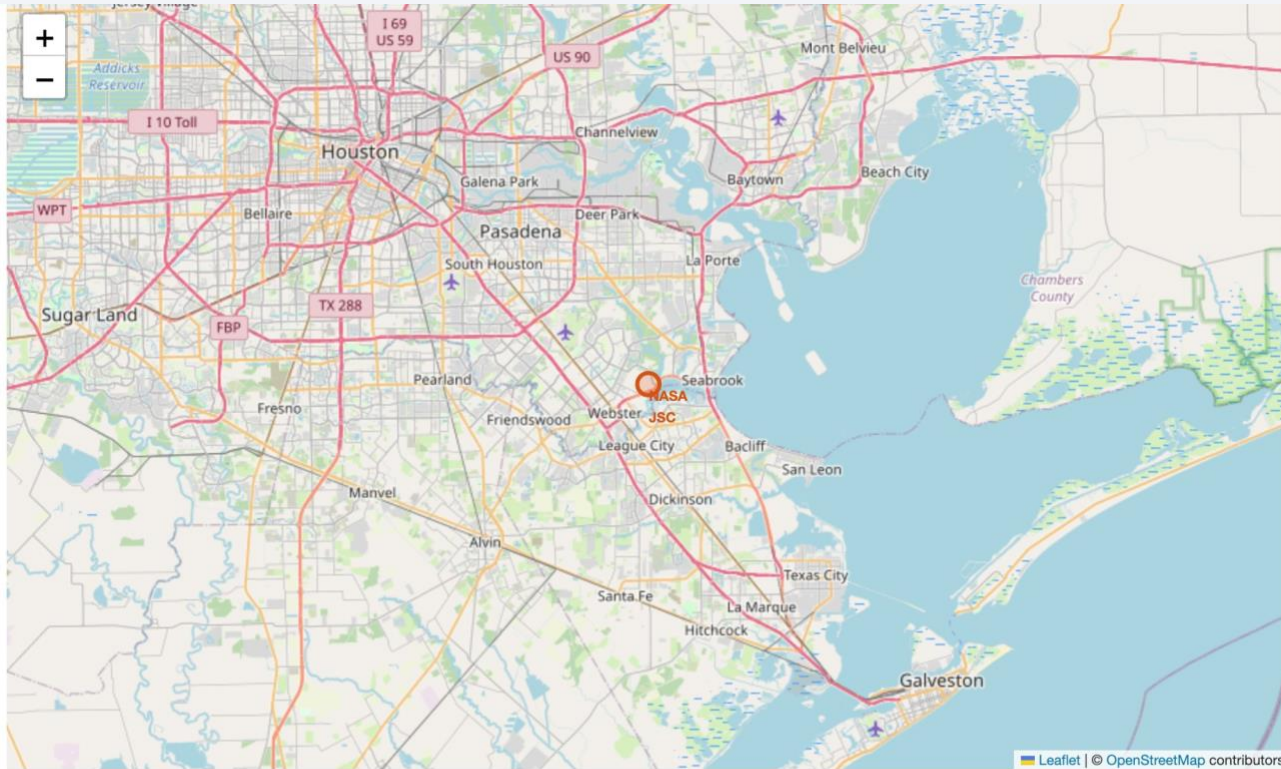 Jersey Village
+
I 69
US 59
US 90
Mont Belvieu
−
Addicks
Reservoir
I 10 Toll
Channelview
Houston
Galena Park
Baytown
Beach City
WPT
Bellaire
Deer Park
Pasadena
South Houston
La Porte
Chambers
County
TX 288
Sugar Land
FBP
Pearland
Seabrook
NASA
JSC
Fresno
Friendswood
Webster
League City
Bacliff
San Leon
Manvel
Dickinson
Alvin
Texas City
Santa Fe
La Marque
Hitchcock
Galveston
Leaflet | © OpenStreetMap contributors